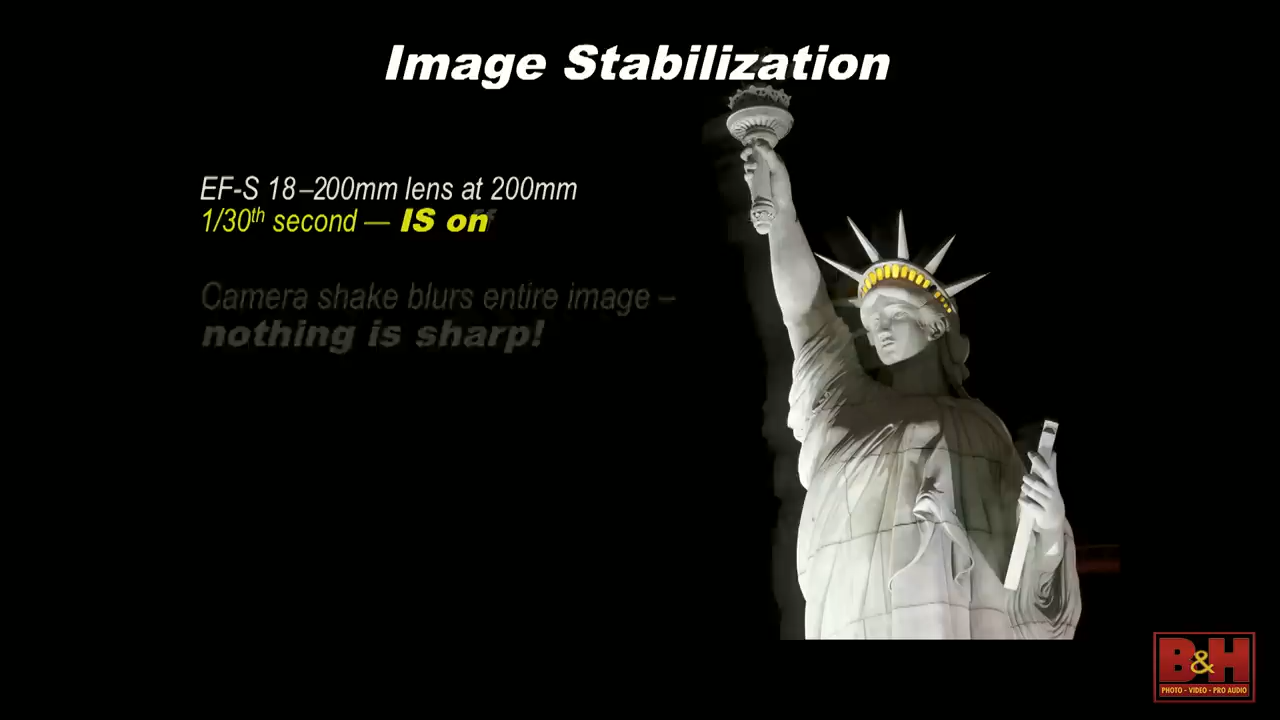 Image Stabilization
EF-S 18–200mm lens at 200mm
1/30th second — IS on
Camera shake blurs entire image –
nothing is sharp!
B&H
PHOTO - VIDEO - PRO AUDIO